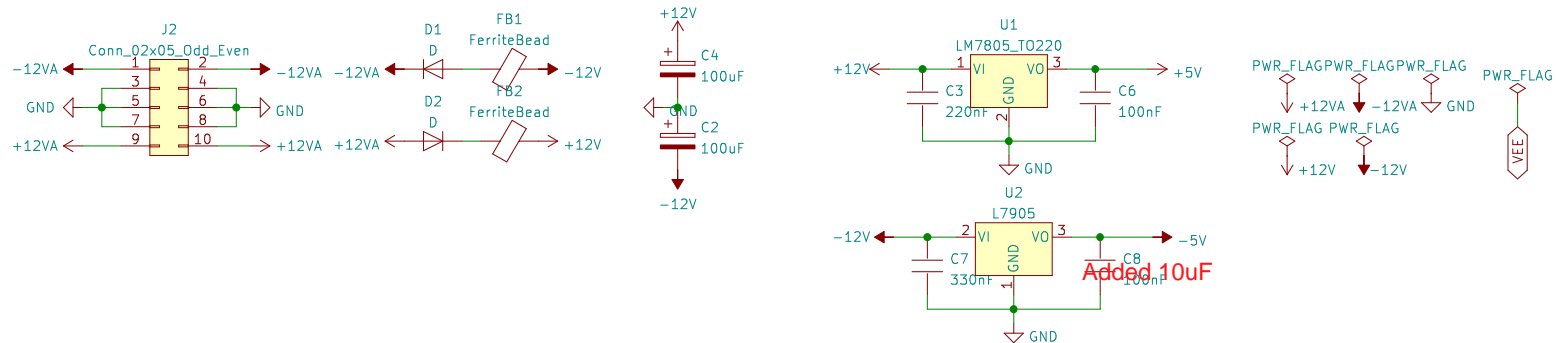 J2
Conn_02x05_Odd_Even
-12VA 1 2 -12VA
3 4
GND 5 6 GND
7 8
+12VA 9 10 +12VA
D1
D
FB1
FerriteBead
-12VA -12V
D2
D
FB2
FerriteBead
+12VA +12V
+12V
+
C4
100uF
GND
+
C2
100uF
-12V
U1
LM7805_TO220
+12V 1 VI VO 3 +5V
GND
2
C3
220nF
C6
100nF
GND
U2
L7905
-12V 2 VI VO 3 -5V
GND
1
C7
330nF
C8
100nF
Added 10uF
GND
PWR_FLAG PWR_FLAG PWR_FLAG PWR_FLAG
+12VA -12VA GND
PWR_FLAG PWR_FLAG
+12V -12V
VEE